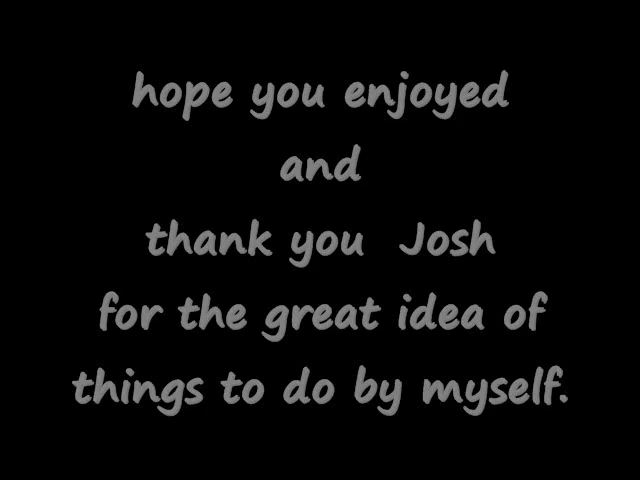 hope you enjoyed
and
thank you Josh
for the great idea of
things to do by myself.